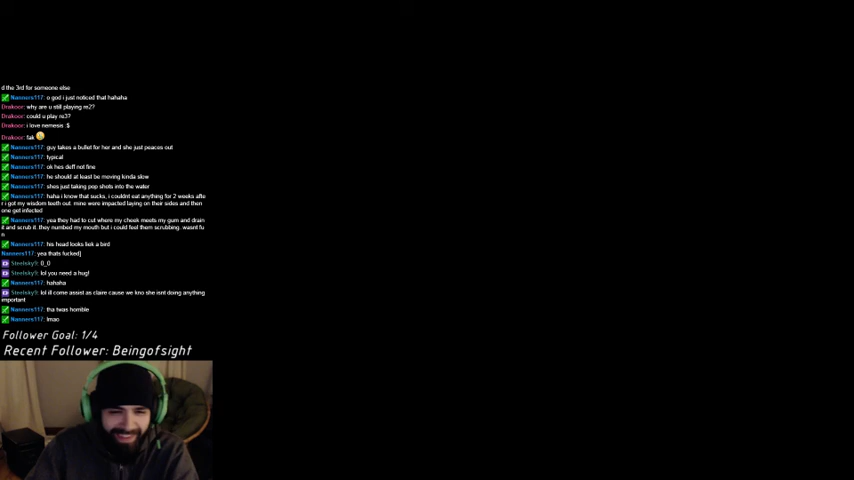 d the 3rd for someone else
Nanners117: o god i just noticed that hahaha
Drakoor: why are u still playing re2?
Drakoor: could u play re3?
Drakoor: i love nemesis :$
Drakoor: fak
Nanners117: guy takes a bullet for her and she just peaces out
Nanners117: typical
Nanners117: ok hes deff not fine
Nanners117: he should at least be moving kinda slow
Nanners117: shes just taking pop shots into the water
Nanners117: haha i know that sucks, i couldnt eat anything for 2 weeks afte
r i got my wisdom teeth out. mine were impacted laying on their sides and then
one get infected
Nanners117: yea they had to cut where my cheek meets my gum and drain
it and scrub it. they numbed my mouth but i could feel them scrubbing. wasnt fu
n
Nanners117: his head looks liek a bird
Nanners117: yea thats fucked]
Steelsky9: 0_0
Steelsky9: lol you need a hug!
Nanners117: hahaha
Steelsky9: lol ill come assist as claire cause we kno she isnt doing anything
important
Nanners117: tha twas horrible
Nanners117: lmao
Follower Goal: 1/4
Recent Follower: Beingofsight